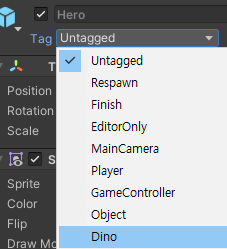 Hero
Tag Untagged
T
Untagged
Respawn
Position
Finish
Rotation
EditorOnly
Scale
MainCamera
S
Player
Sprite
GameController
Color
Object
Flip
Dino
Draw Mo